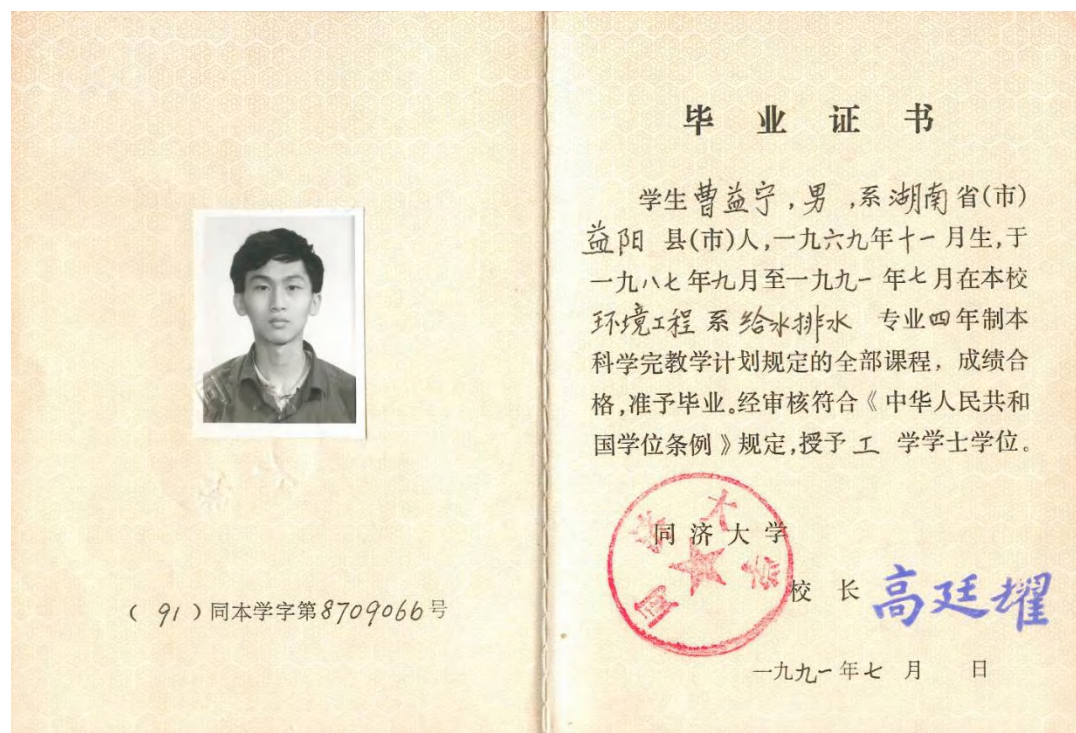 (91)同本学字第8709066号
毕业证书
学生曹益宁,男,系湖南省(市)
益阳县(市)人,一九六九年十一月生,于
一九八七年九月至一九九一年七月在本校
环境工程系给水排水 专业四年制本
科学完教学计划规定的全部课程,成绩合
格,准予毕业。经审核符合《中华人民共和
国学位条例》规定,授予工 学学士学位。
同济大学
同济大学
校长 高廷耀
一九九一年七月 日